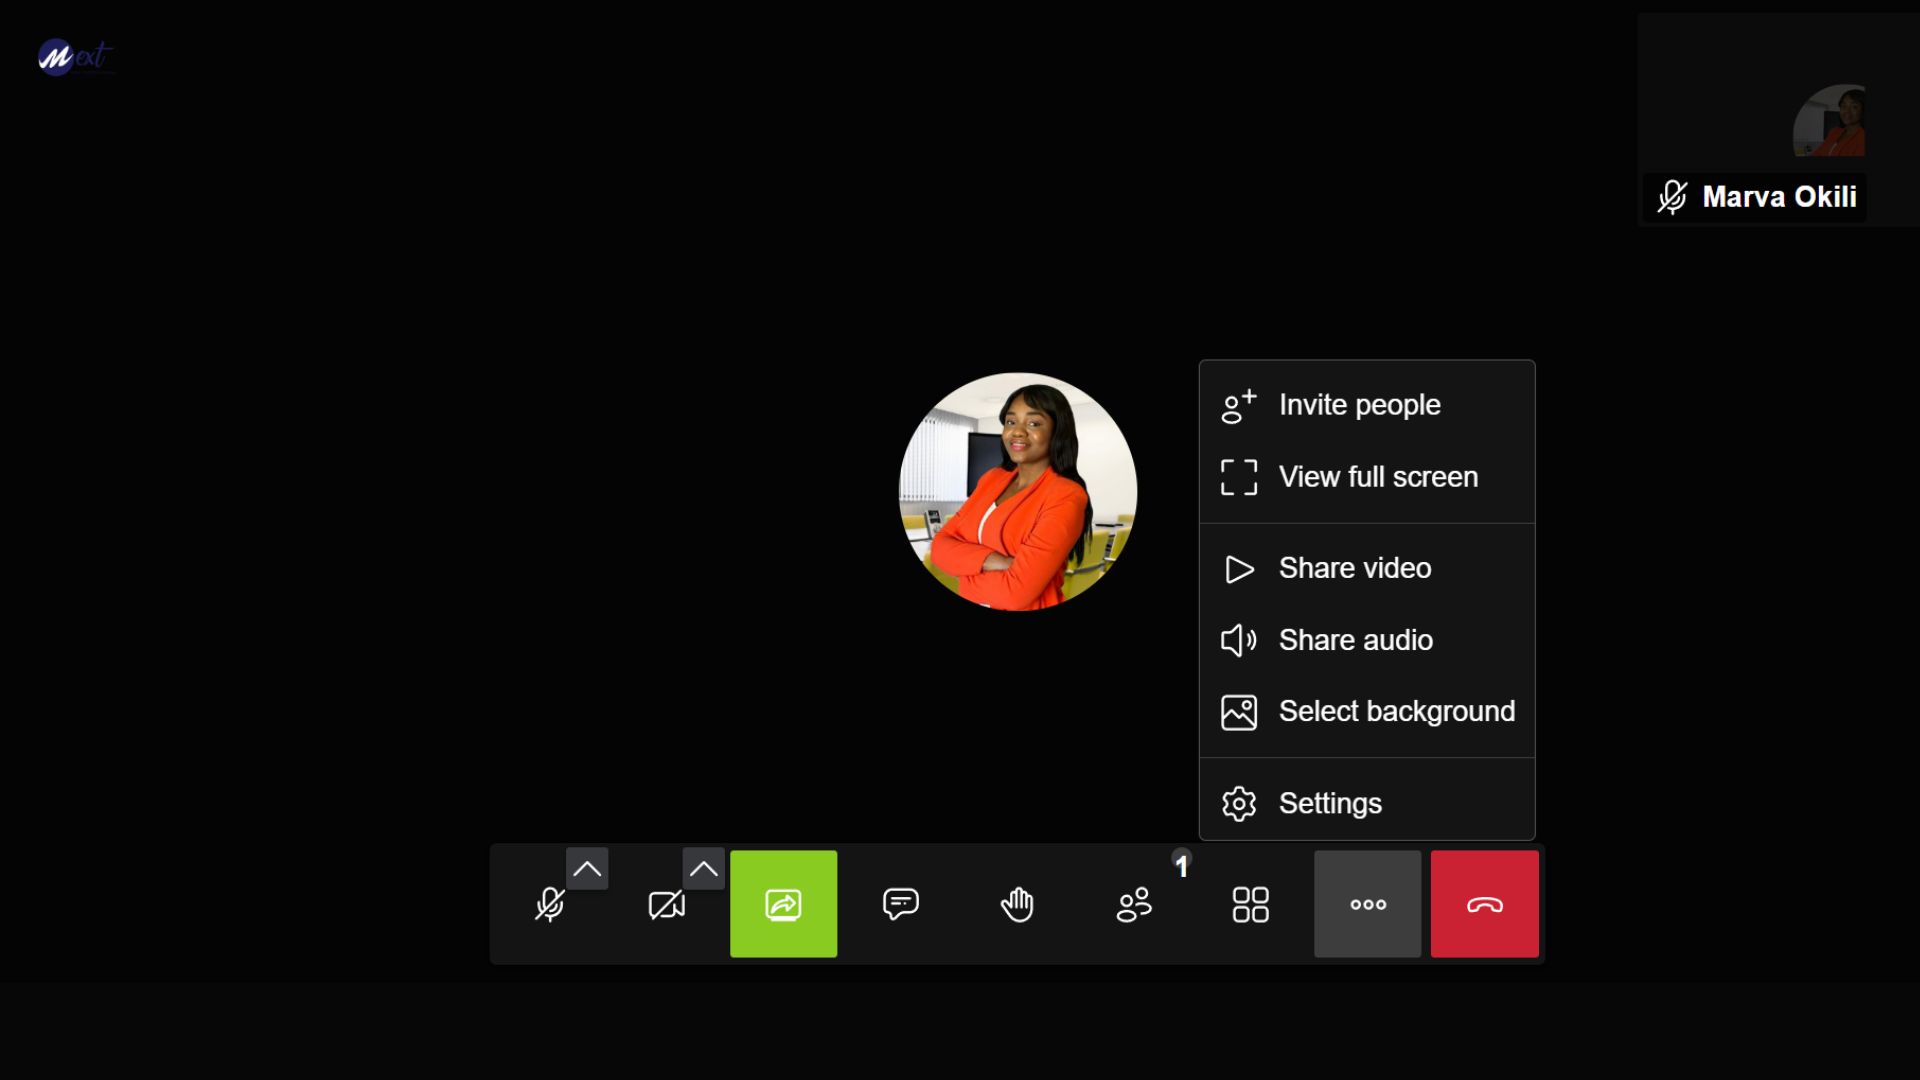 Mext
Marva Okili
Invite people
View full screen
Share video
Share audio
Select background
Settings
1